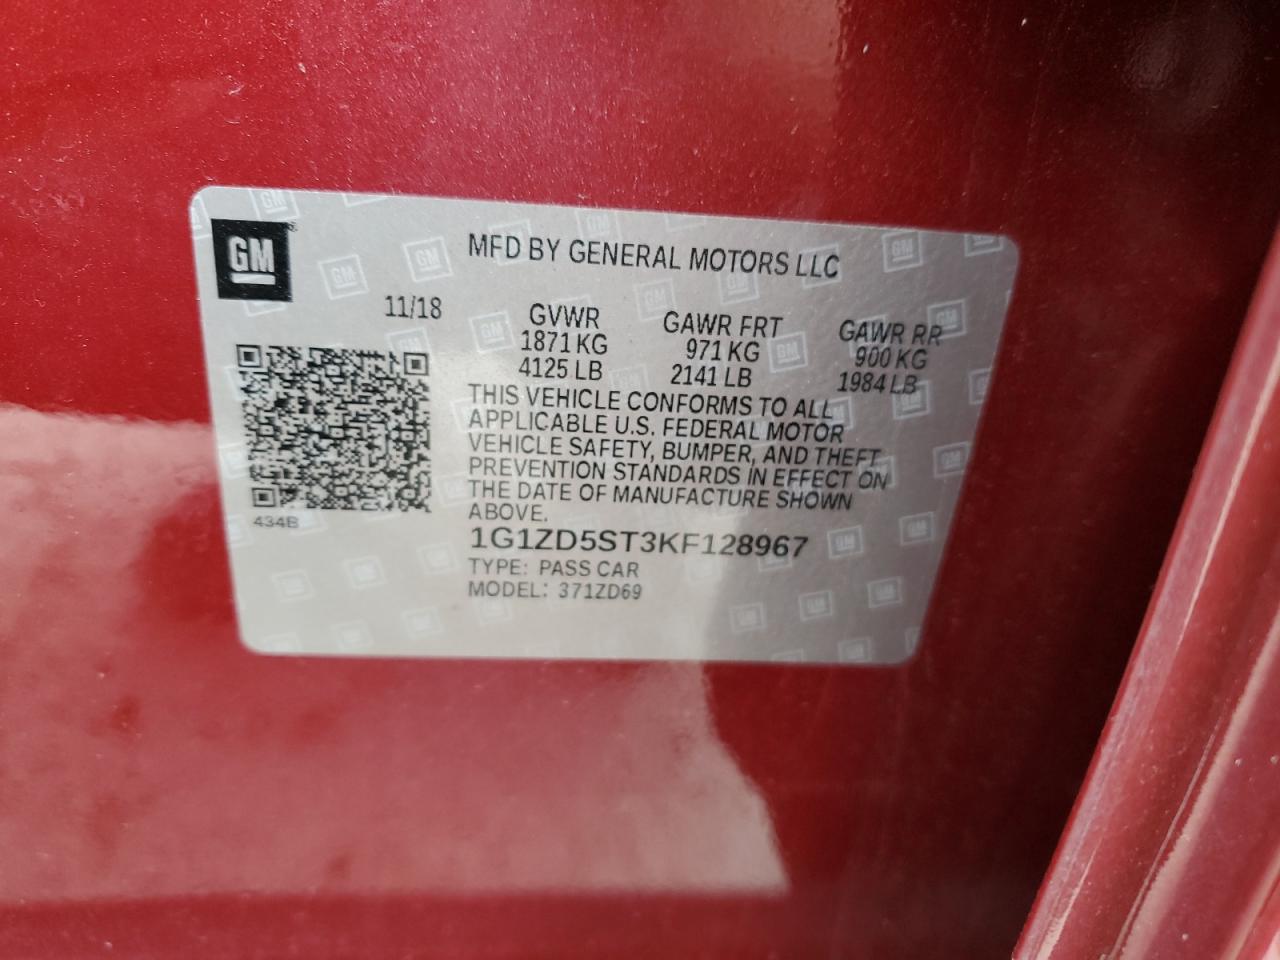 GM
MFD BY GENERAL MOTORS LLC
11/18
GVWR GAWR FRT GAWR RR
1871 KG 971 KG 900 KG
4125 LB 2141 LB 1984 LB
THIS VEHICLE CONFORMS TO ALL
APPLICABLE U.S. FEDERAL MOTOR
VEHICLE SAFETY, BUMPER, AND THEFT
PREVENTION STANDARDS IN EFFECT ON
THE DATE OF MANUFACTURE SHOWN
ABOVE.
434B
1G1ZD5ST3KF128967
TYPE: PASS CAR
MODEL: 371ZD69